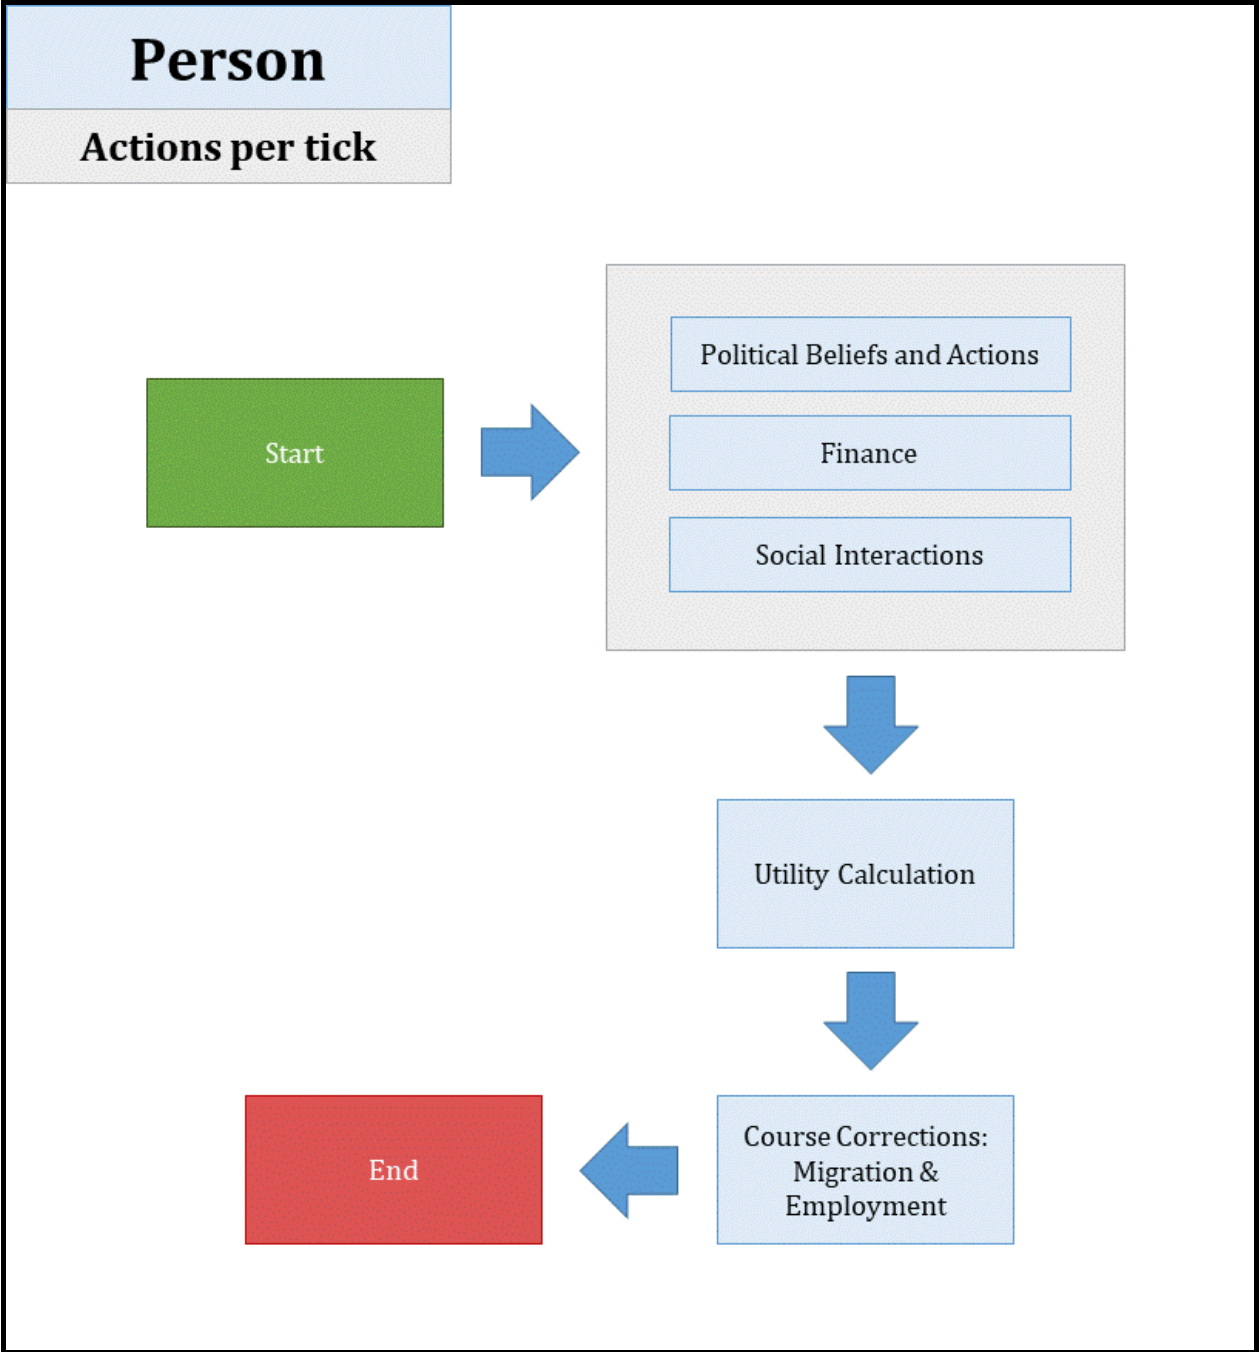 Person
Actions per tick
Political Beliefs and Actions
Start
Finance
Social Interactions
Utility Calculation
Course Corrections:
Migration &
Employment
End